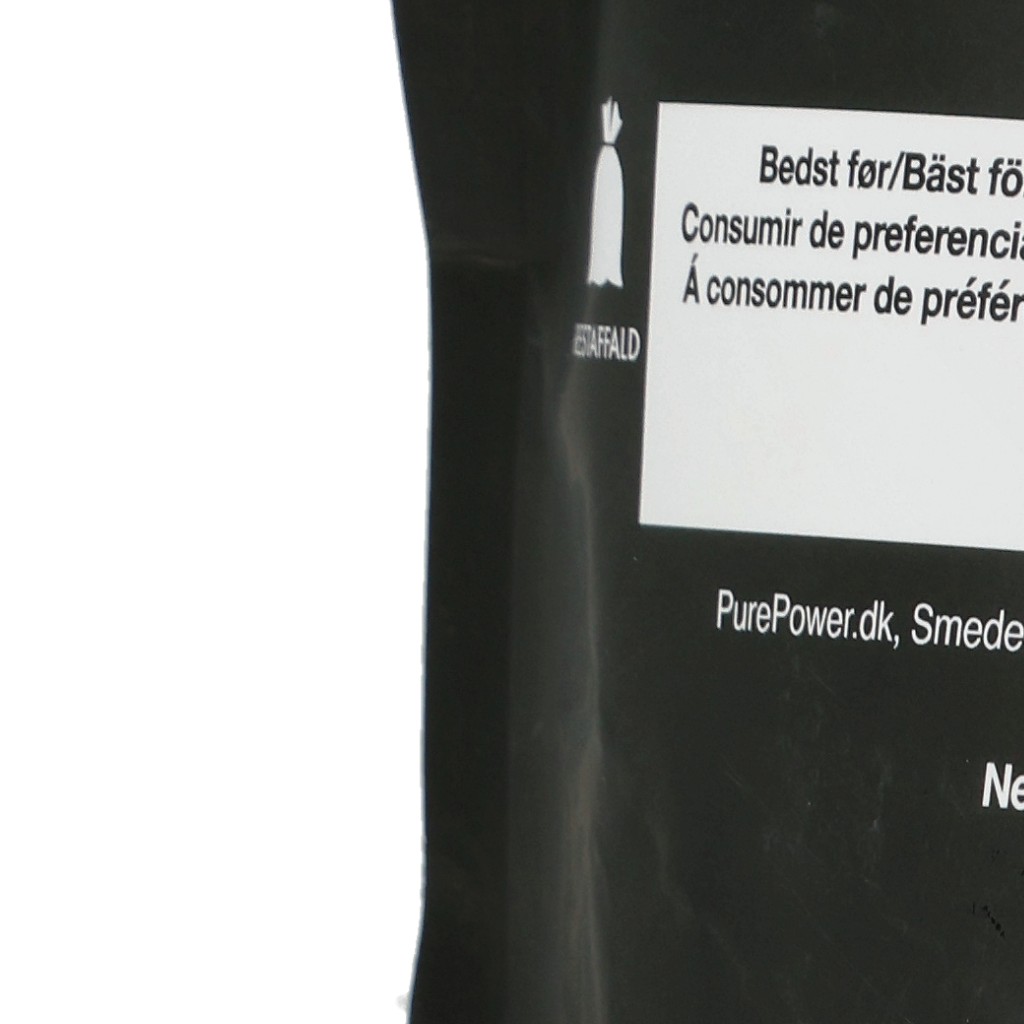 Bedst før/Bäst fö
Consumir de preferencia
Á consommer de préfér
RESTAFFALD
PurePower.dk, Smede
Ne